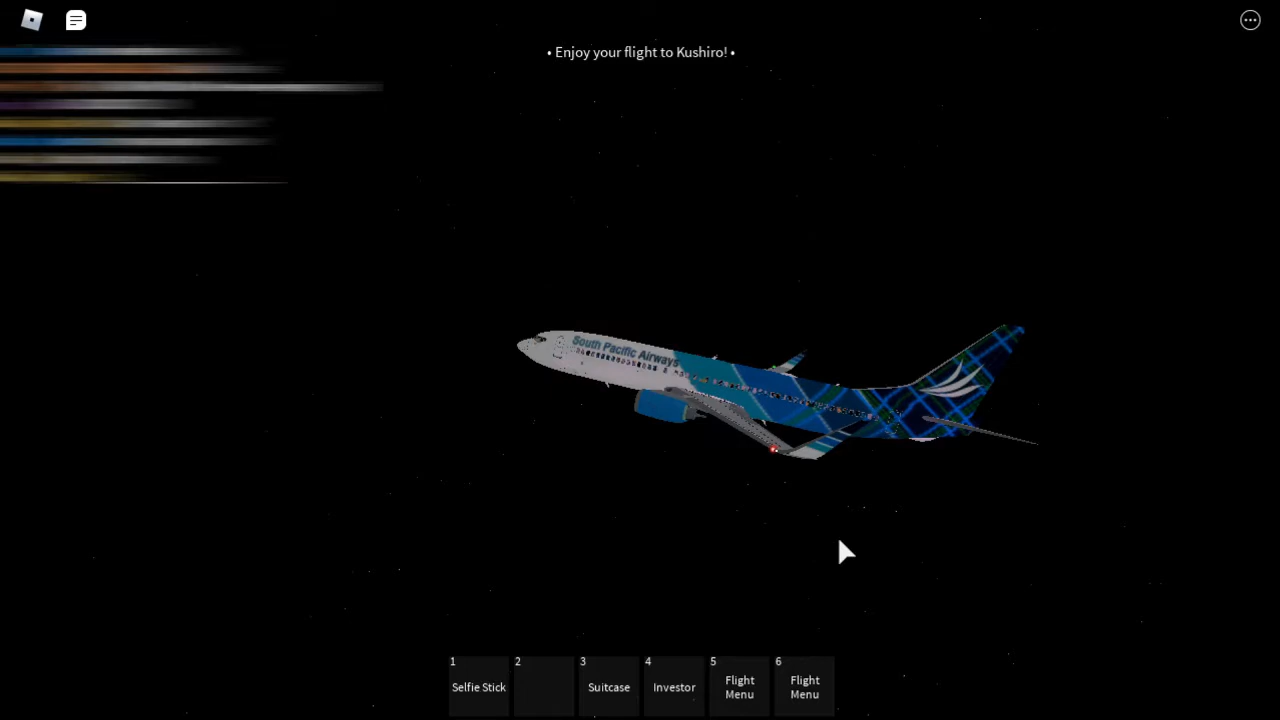 • Enjoy your flight to Kushiro! •
South Pacific Airways
1
Selfie Stick
2
3
Suitcase
4
Investor
5
Flight
Menu
6
Flight
Menu